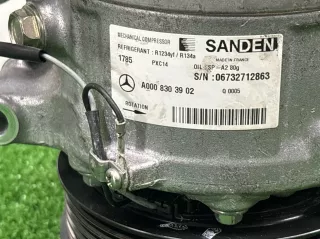 MECHANICAL COMPRESSOR
REFRIGERANT : R1234yf / R134a
SANDEN
MADE IN FRANCE
1785 PXC14 OIL : SP - A2 80g
S/N :06732712863
A000 830 39 02
Q 0005
ROTATION